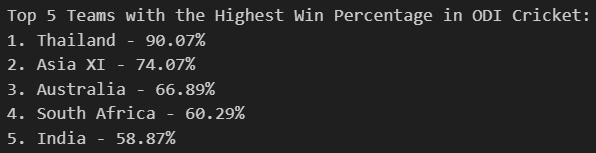 Top 5 Teams with the Highest Win Percentage in ODI Cricket:
1. Thailand - 90.07%
2. Asia XI - 74.07%
3. Australia - 66.89%
4. South Africa - 60.29%
5. India - 58.87%